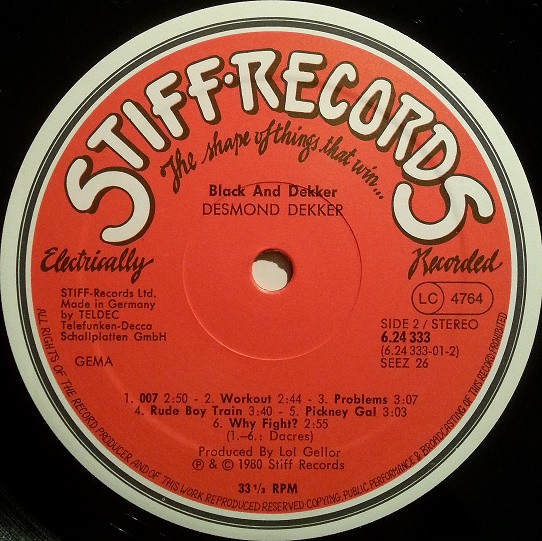 STIFF·RECORDS
The shape of things that win...
Black And Dekker
DESMOND DEKKER
Electrically
Recorded
STIFF-Records Ltd.
Made in Germany
by TELDEC
Telefunken-Decca
Schallplatten GmbH
GEMA
LC 4764
SIDE 2 / STEREO
6.24 333
(6.24 333-01-2)
SEEZ 26
1. 007 2:50 - 2. Workout 2:44 - 3. Problems 3:07
4. Rude Boy Train 3:40 - 5. Pickney Gal 3:03
6. Why Fight? 2:55
(1.–6.: Dacres)
Produced By Lol Gellor
℗ & © 1980 Stiff Records
33 1/3 RPM
ALL RIGHTS OF THE RECORD PRODUCER AND OF THIS WORK REPRODUCED RESERVED·COPYING, PUBLIC PERFORMANCE & BROADCASTING OF THIS RECORD PROHIBITED